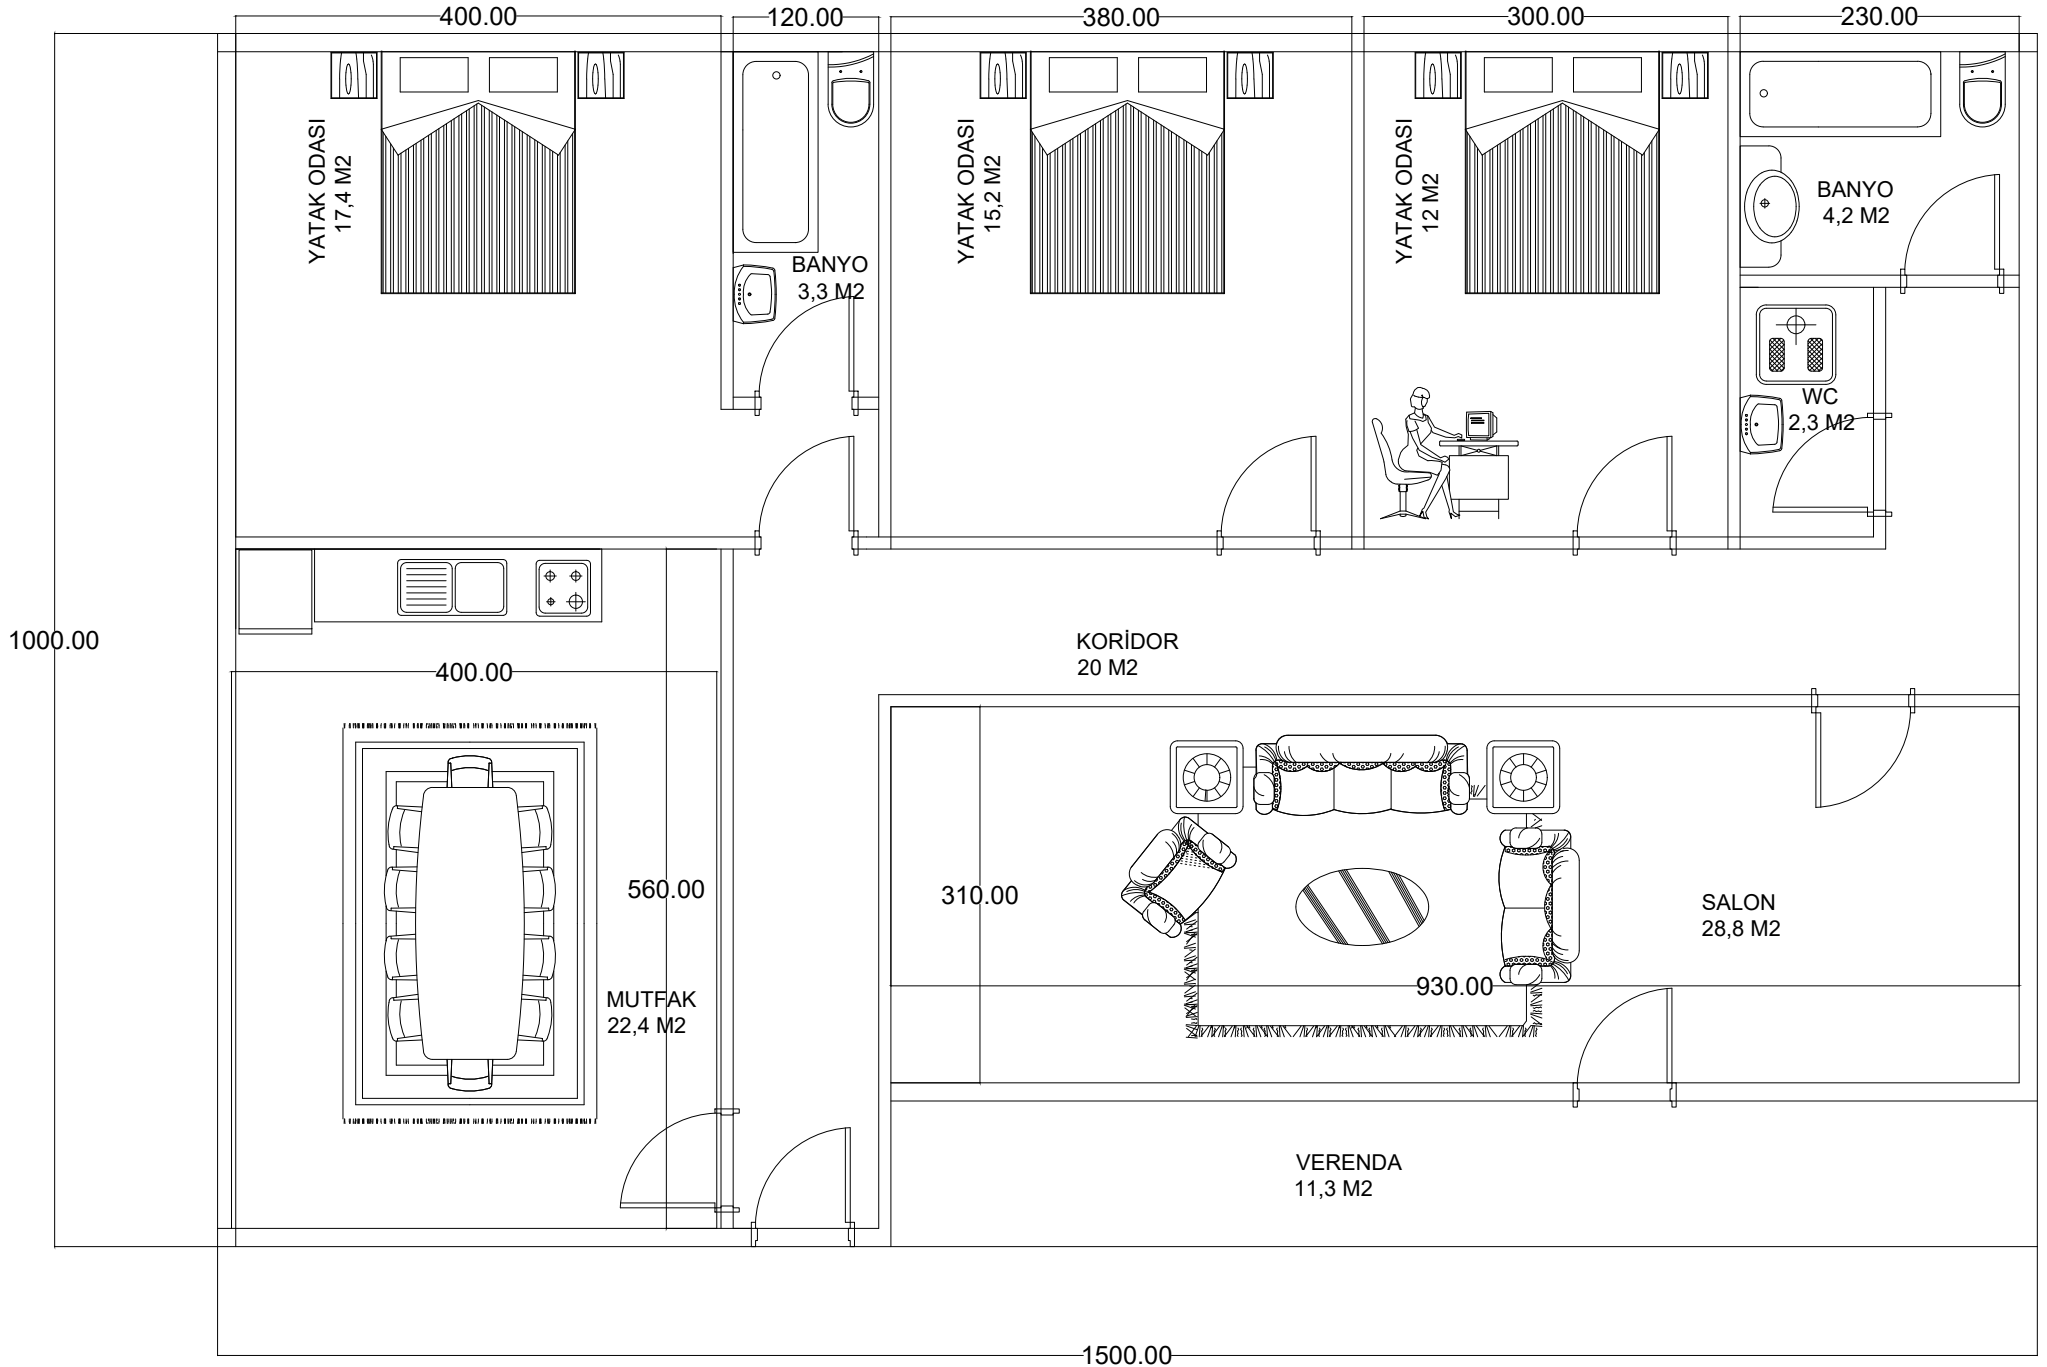 400.00
120.00
380.00
300.00
230.00
YATAK ODASI
17,4 M2
BANYO
3,3 M2
YATAK ODASI
15,2 M2
YATAK ODASI
12 M2
BANYO
4,2 M2
WC
2,3 M2
1000.00
400.00
KORİDOR
20 M2
560.00
310.00
SALON
28,8 M2
930.00
MUTFAK
22,4 M2
VERENDA
11,3 M2
1500.00